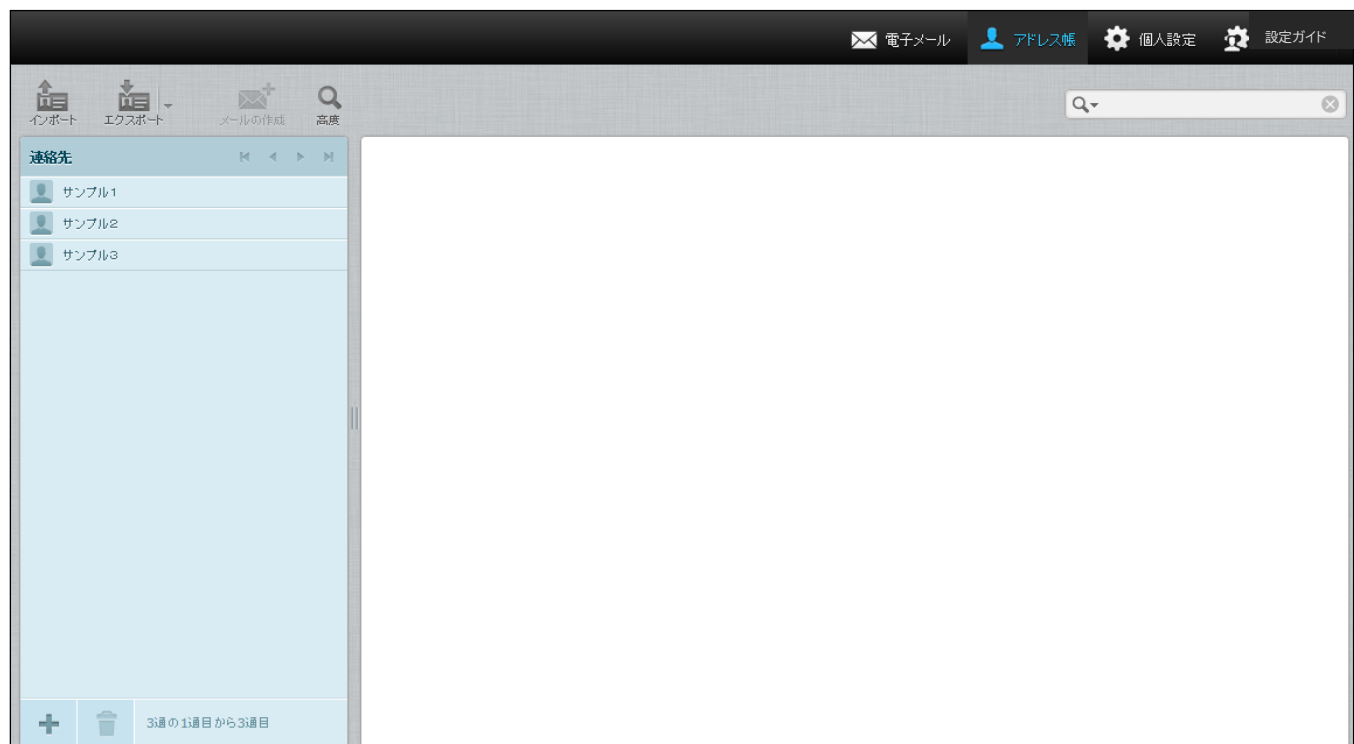 電子メール アドレス帳 個人設定 設定ガイド
インポート エクスポート メールの作成 高度
連絡先
サンプル1
サンプル2
サンプル3
3通の1通目から3通目